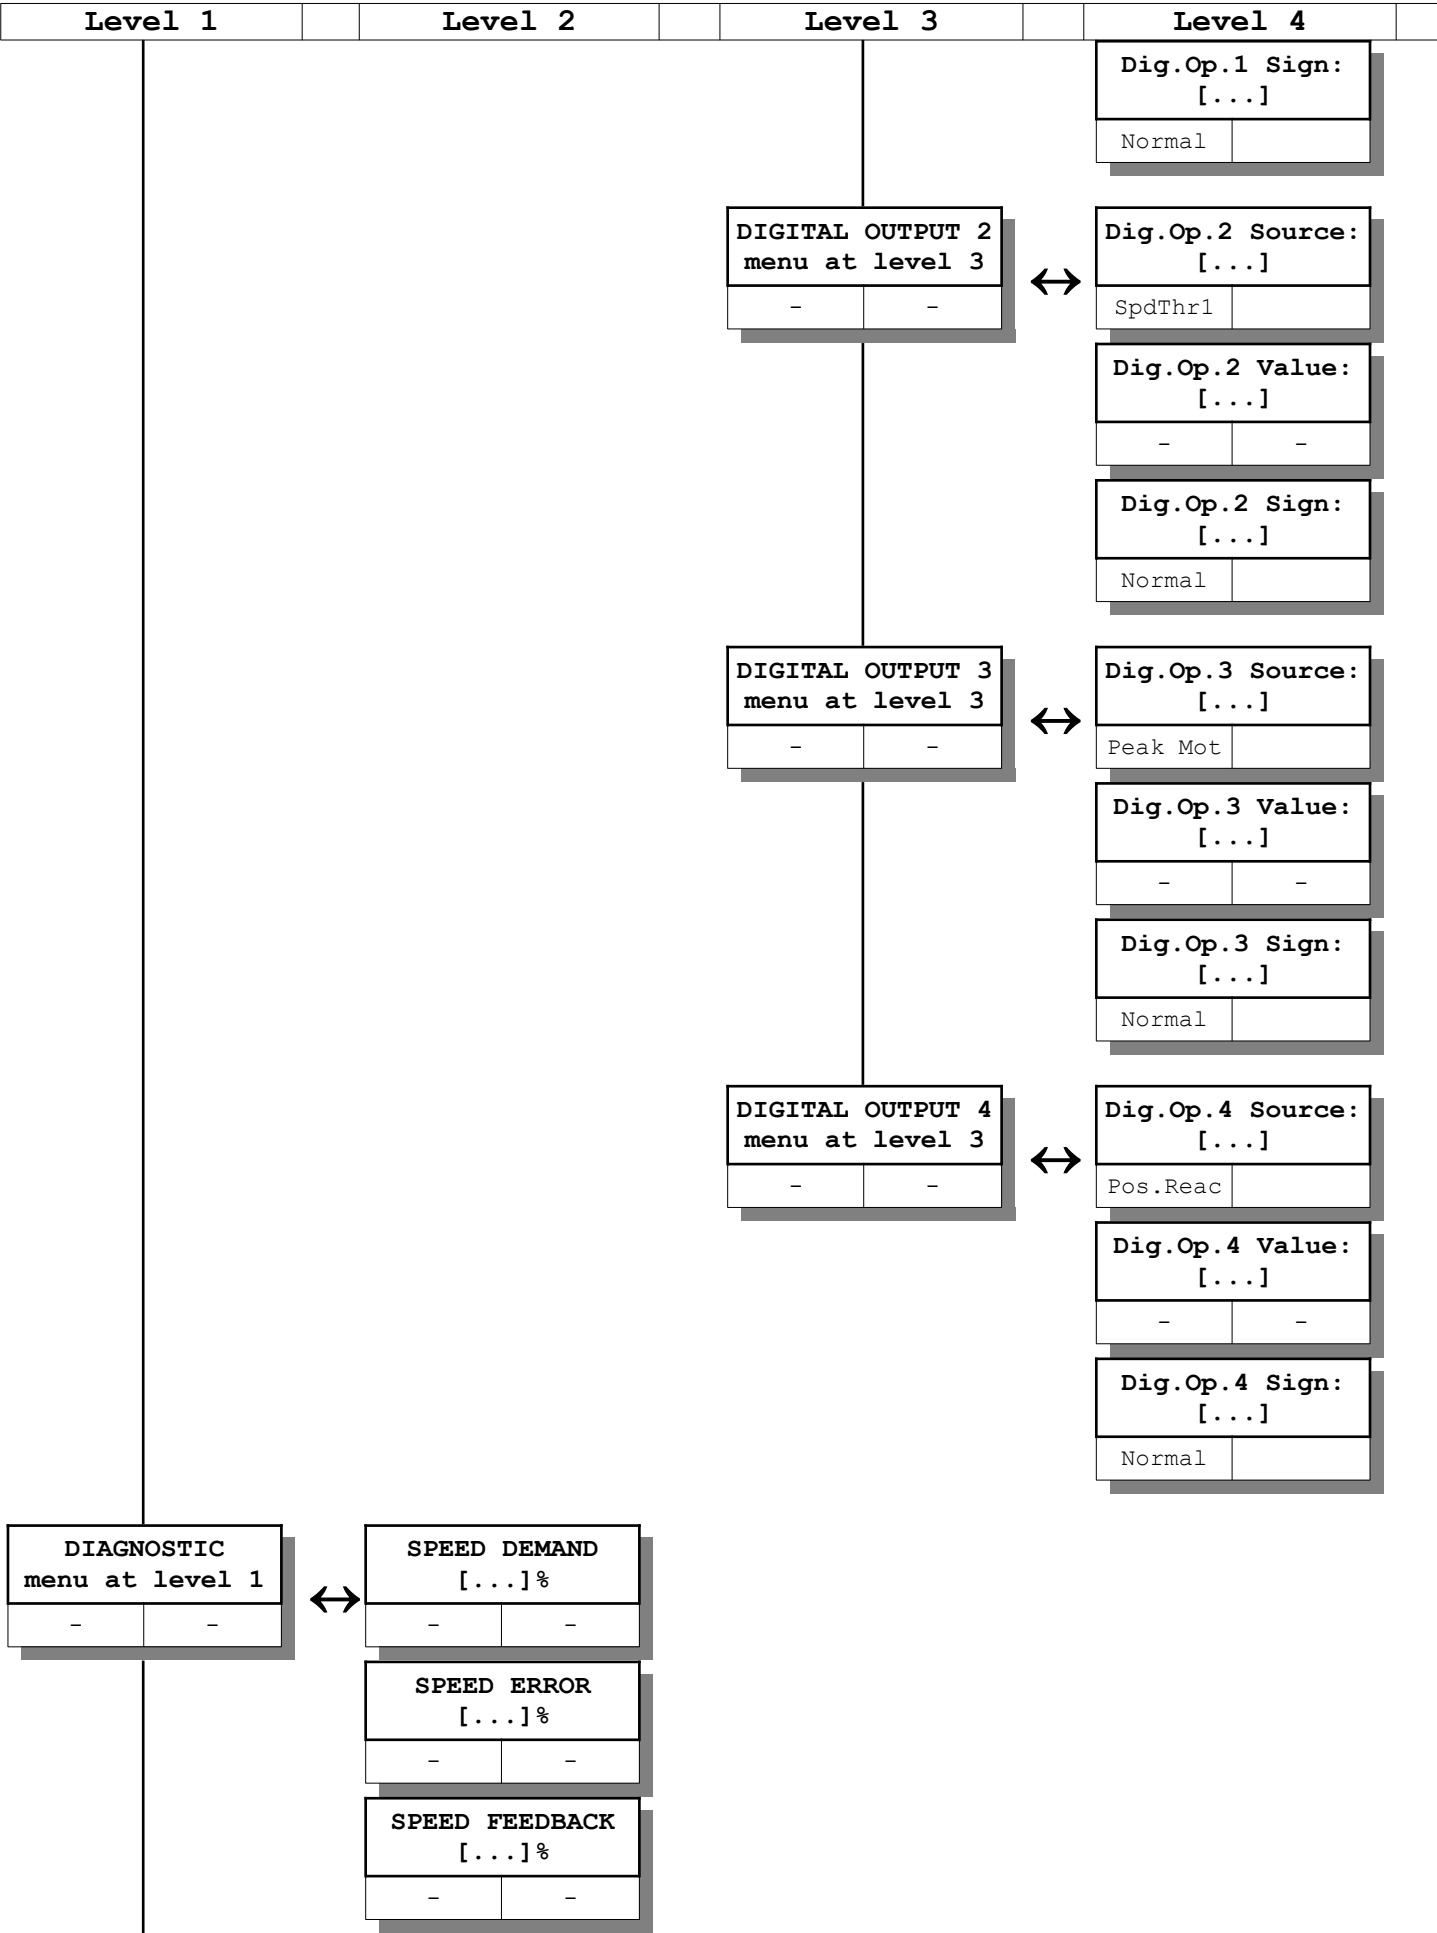 Level 1 Level 2 Level 3 Level 4
Dig.Op.1 Sign:
[...]
Normal
DIGITAL OUTPUT 2
menu at level 3
- -
Dig.Op.2 Source:
[...]
SpdThr1
Dig.Op.2 Value:
[...]
- -
Dig.Op.2 Sign:
[...]
Normal
DIGITAL OUTPUT 3
menu at level 3
- -
Dig.Op.3 Source:
[...]
Peak Mot
Dig.Op.3 Value:
[...]
- -
Dig.Op.3 Sign:
[...]
Normal
DIGITAL OUTPUT 4
menu at level 3
- -
Dig.Op.4 Source:
[...]
Pos.Reac
Dig.Op.4 Value:
[...]
- -
Dig.Op.4 Sign:
[...]
Normal
DIAGNOSTIC
menu at level 1
- -
SPEED DEMAND
[...]%
- -
SPEED ERROR
[...]%
- -
SPEED FEEDBACK
[...]%
- -